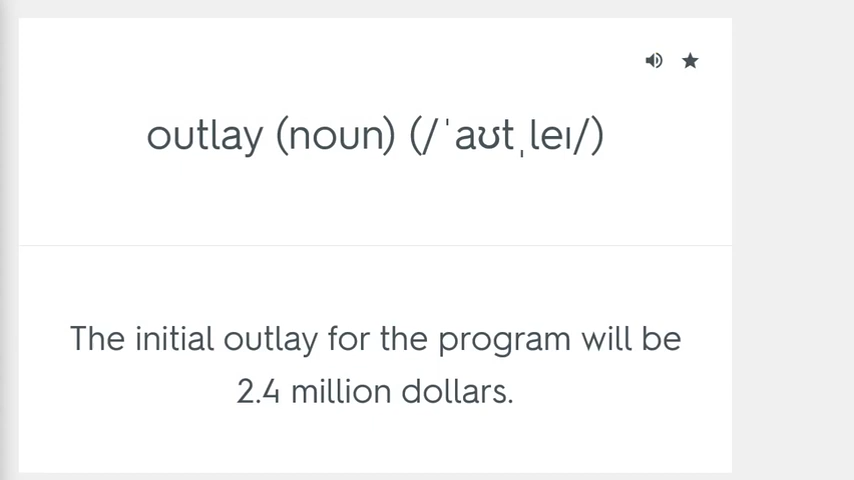 outlay (noun) (/ˈaʊtˌleɪ/)
The initial outlay for the program will be
2.4 million dollars.